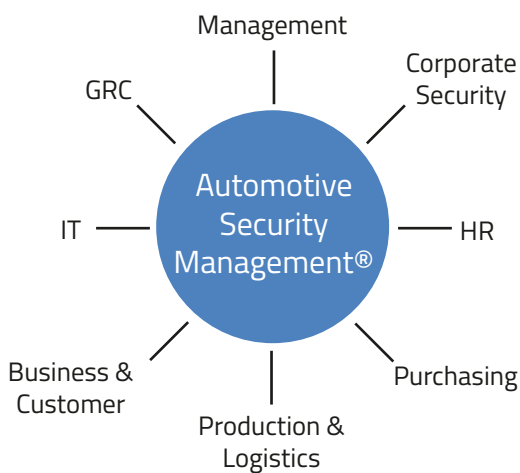 Management
Corporate
Security
GRC
Automotive
Security
Management®
IT
HR
Business &
Customer
Purchasing
Production &
Logistics